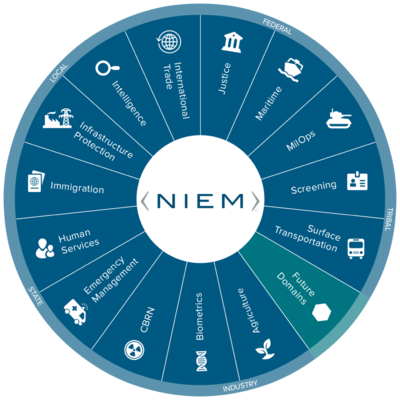 FEDERAL
Justice
Maritime
MilOps
Screening
TRIBAL
Surface
Transportation
Future
Domains
Agriculture
INDUSTRY
Biometrics
CBRN
Emergency
Management
STATE
Human
Services
Immigration
Infrastructure
Protection
LOCAL
Intelligence
International
Trade
NIEM